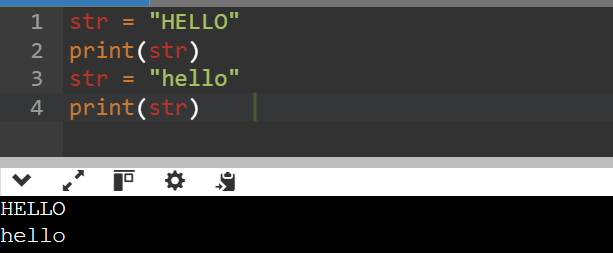 1 str = "HELLO"
2 print(str)
3 str = "hello"
4 print(str)
HELLO
hello